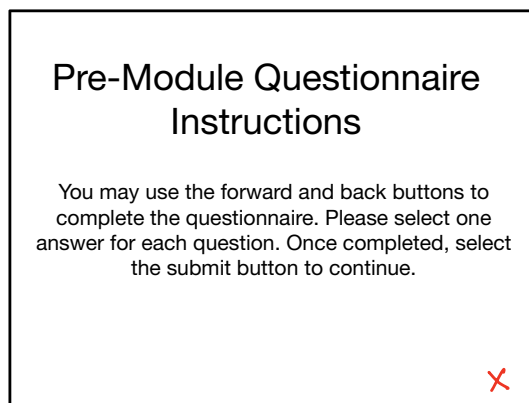 Pre-Module Questionnaire
Instructions
You may use the forward and back buttons to
complete the questionnaire. Please select one
answer for each question. Once completed, select
the submit button to continue.
X